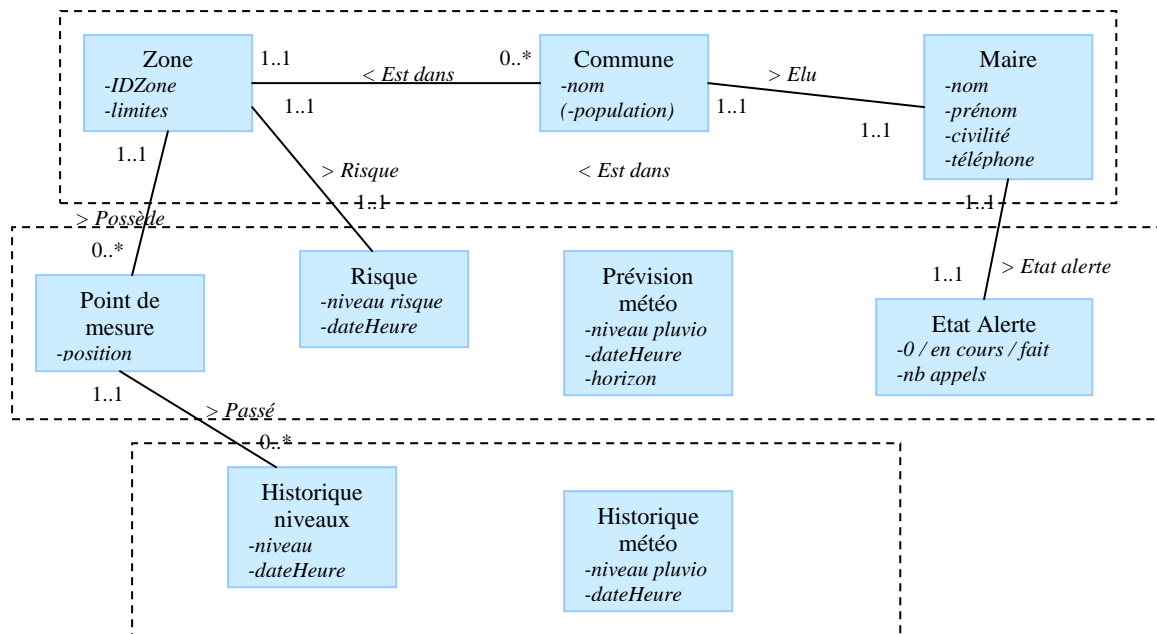 Zone
-IDZone
-limites
1..1
< Est dans
0..*
Commune
-nom
(-population)
> Elu
1..1
1..1
Maire
-nom
-prénom
-civilité
-téléphone
1..1
1..1
> Risque
1..1
< Est dans
1..1
> Possède
0..*
Point de
mesure
-position
Risque
-niveau risque
-dateHeure
Prévision
météo
-niveau pluvio
-dateHeure
-horizon
1..1
> Etat alerte
Etat Alerte
-0 / en cours / fait
-nb appels
1..1
> Passé
0..*
Historique
niveaux
-niveau
-dateHeure
Historique
météo
-niveau pluvio
-dateHeure